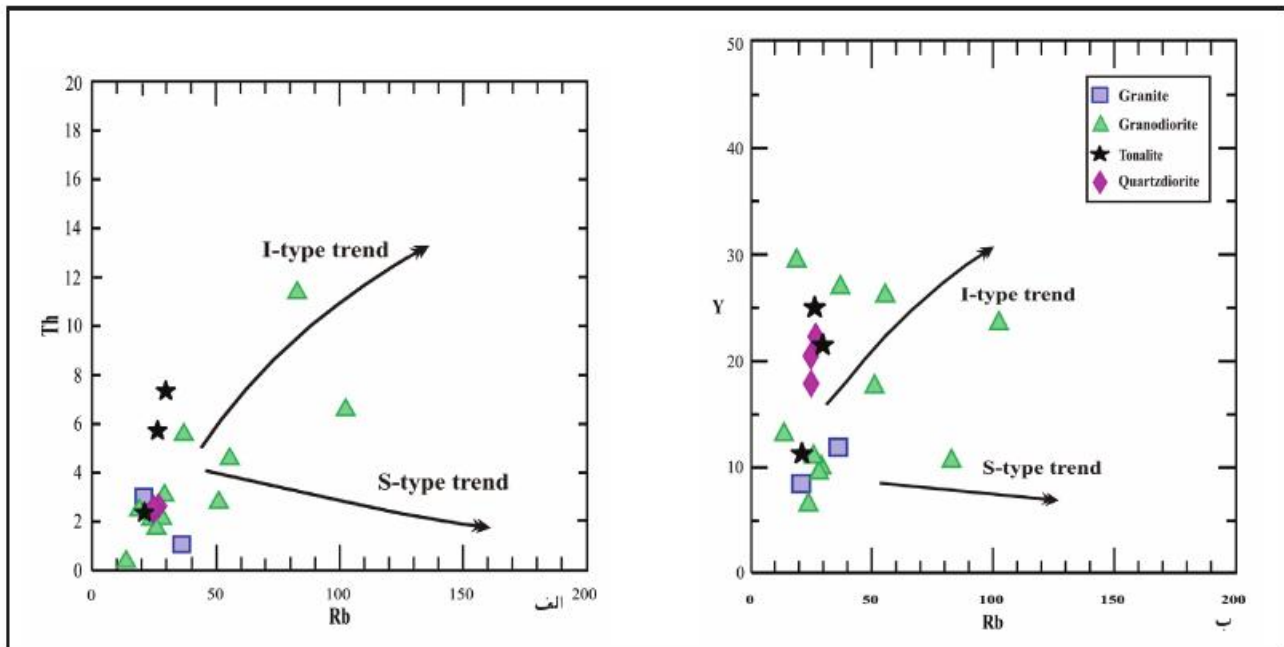 20
18
16
14
12
10
8
6
4
2
0
Th
I-type trend
S-type trend
0
50
100
150
200
Rb
الف
50
40
30
20
10
0
Y
Granite
Granodiorite
Tonalite
Quartzdiorite
I-type trend
S-type trend
0
50
100
150
200
Rb
ب